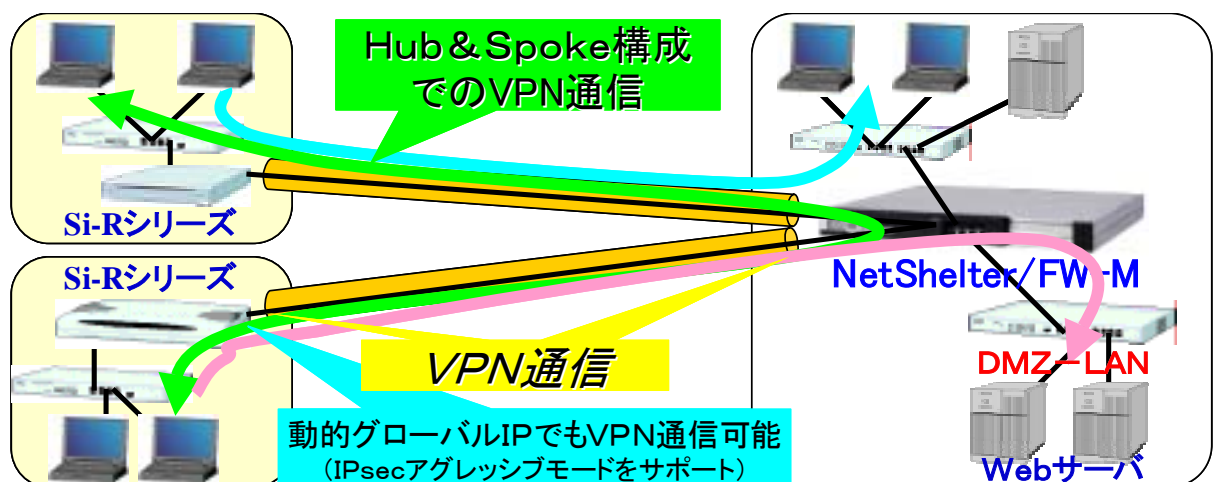 Hub＆Spoke構成
でのVPN通信
Si-Rシリーズ
Si-Rシリーズ
NetShelter/FW-M
VPN通信
DMZ－LAN
動的グローバルIPでもVPN通信可能
（IPsecアグレッシブモードをサポート）
Webサーバ